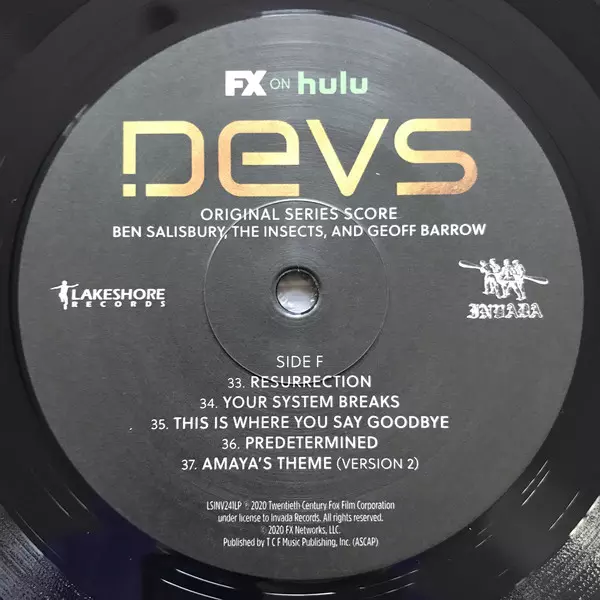 FX ON hulu
DEVS
ORIGINAL SERIES SCORE
BEN SALISBURY, THE INSECTS, AND GEOFF BARROW
LAKESHORE
RECORDS
INVADA
SIDE F
33. RESURRECTION
34. YOUR SYSTEM BREAKS
35. THIS IS WHERE YOU SAY GOODBYE
36. PREDETERMINED
37. AMAYA'S THEME (VERSION 2)
LSINV241LP ℗ 2020 Twentieth Century Fox Film Corporation
under license to Invada Records. All rights reserved.
© 2020 FX Networks, LLC.
Published by T C F Music Publishing, Inc. (ASCAP)